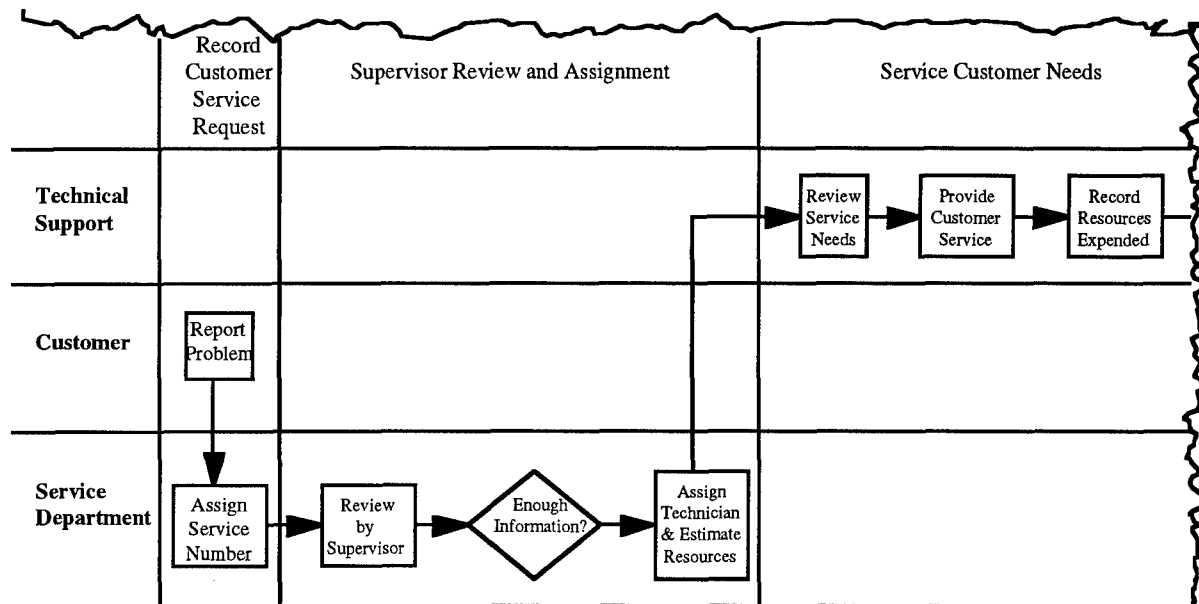 Record
Customer
Service
Request
Supervisor Review and Assignment
Service Customer Needs
Technical
Support
Review
Service
Needs
Provide
Customer
Service
Record
Resources
Expended
Customer
Report
Problem
Service
Department
Assign
Service
Number
Review
by
Supervisor
Enough
Information?
Assign
Technician
& Estimate
Resources